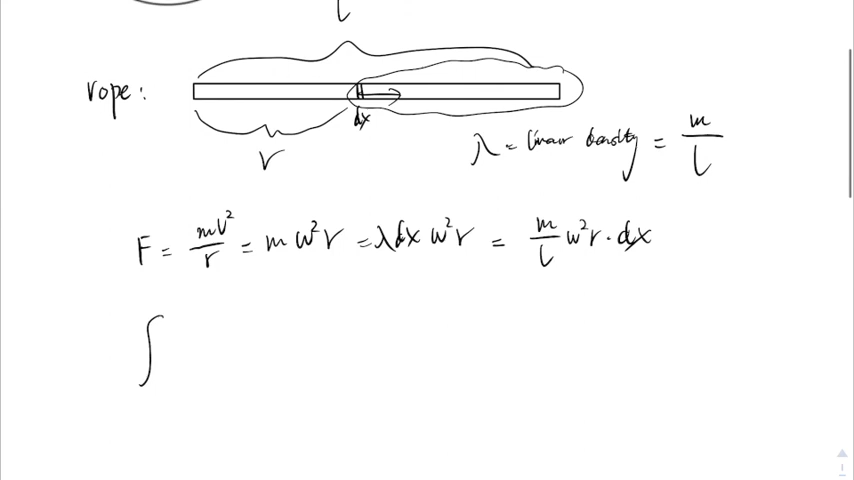 l
rope:
dx
r
λ = linear density = m/l
F = mv²/r = mω²r = λdx ω²r = m/l ω²r·dx
∫